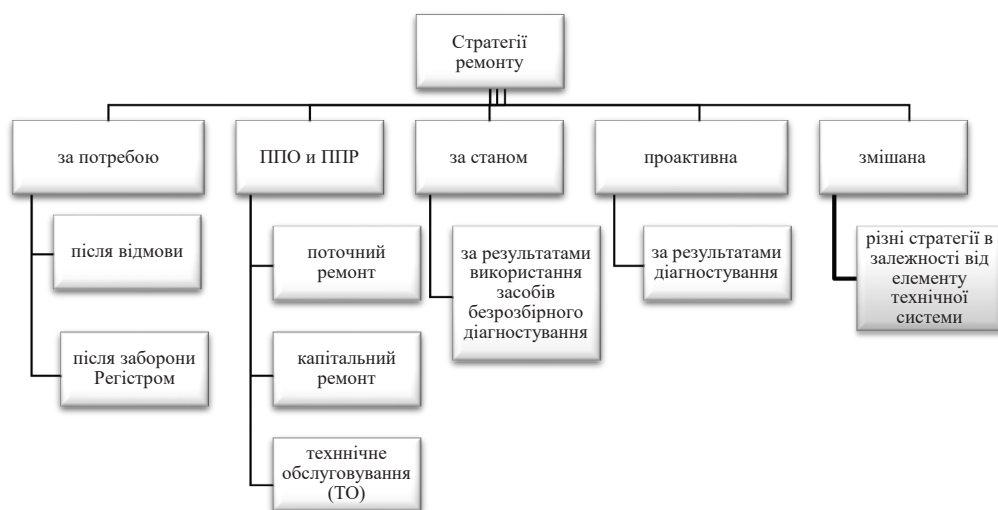 Стратегії
ремонту
за потребою
після відмови
після заборони
Регістром
ППО и ППР
поточний
ремонт
капітальний
ремонт
техннічне
обслуговування
(ТО)
за станом
за результатами
використання
засобів
безрозбірного
діагностування
проактивна
за результатами
діагностування
змішана
різні стратегії в
залежності від
елементу
технічної
системи